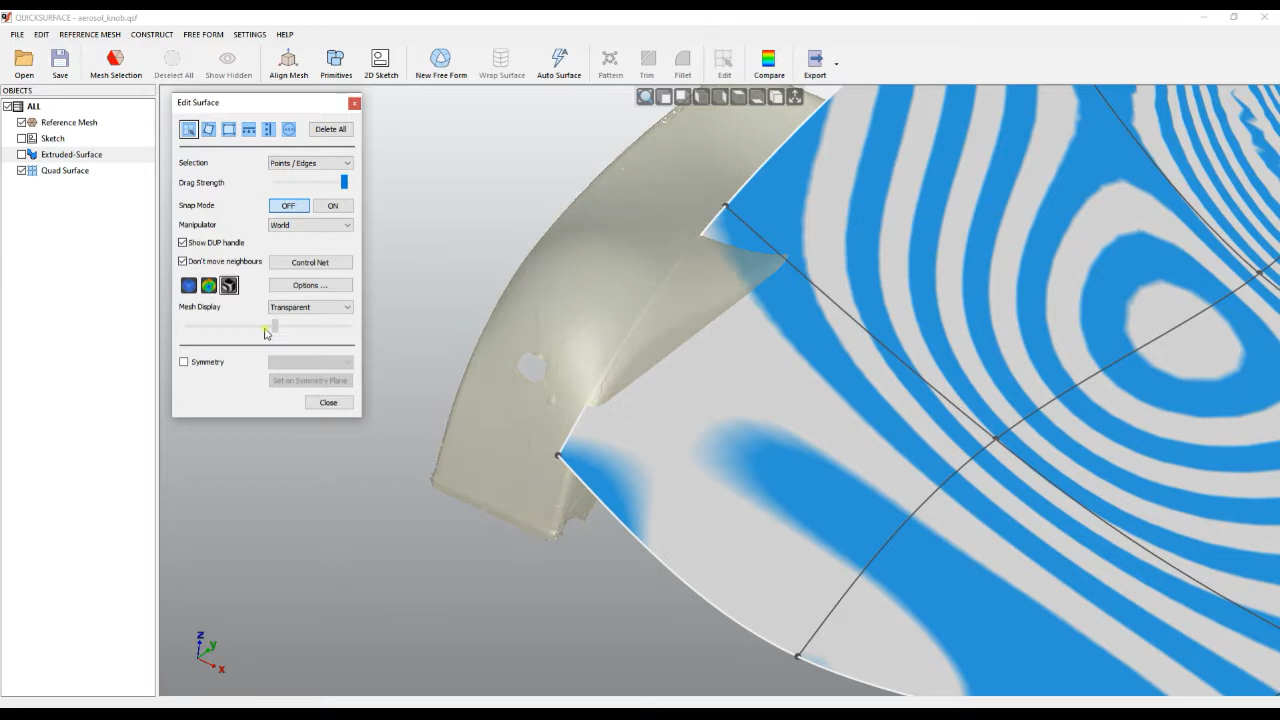 QUICKSURFACE - aerosol_knob.qsf
FILE EDIT REFERENCE MESH CONSTRUCT FREE FORM SETTINGS HELP
Open Save Mesh Selection Deselect All Show Hidden Align Mesh Primitives 2D Sketch New Free Form Wrap Surface Auto Surface Pattern Trim Fillet Edit Compare Export
OBJECTS
ALL
Reference Mesh
Sketch
Extruded-Surface
Quad Surface
Edit Surface
Delete All
Selection Points / Edges
Drag Strength
Snap Mode OFF ON
Manipulator World
Show DUP handle
Don't move neighbours Control Net
Options ...
Mesh Display Transparent
Symmetry
Set on Symmetry Plane
Close
z
y
x